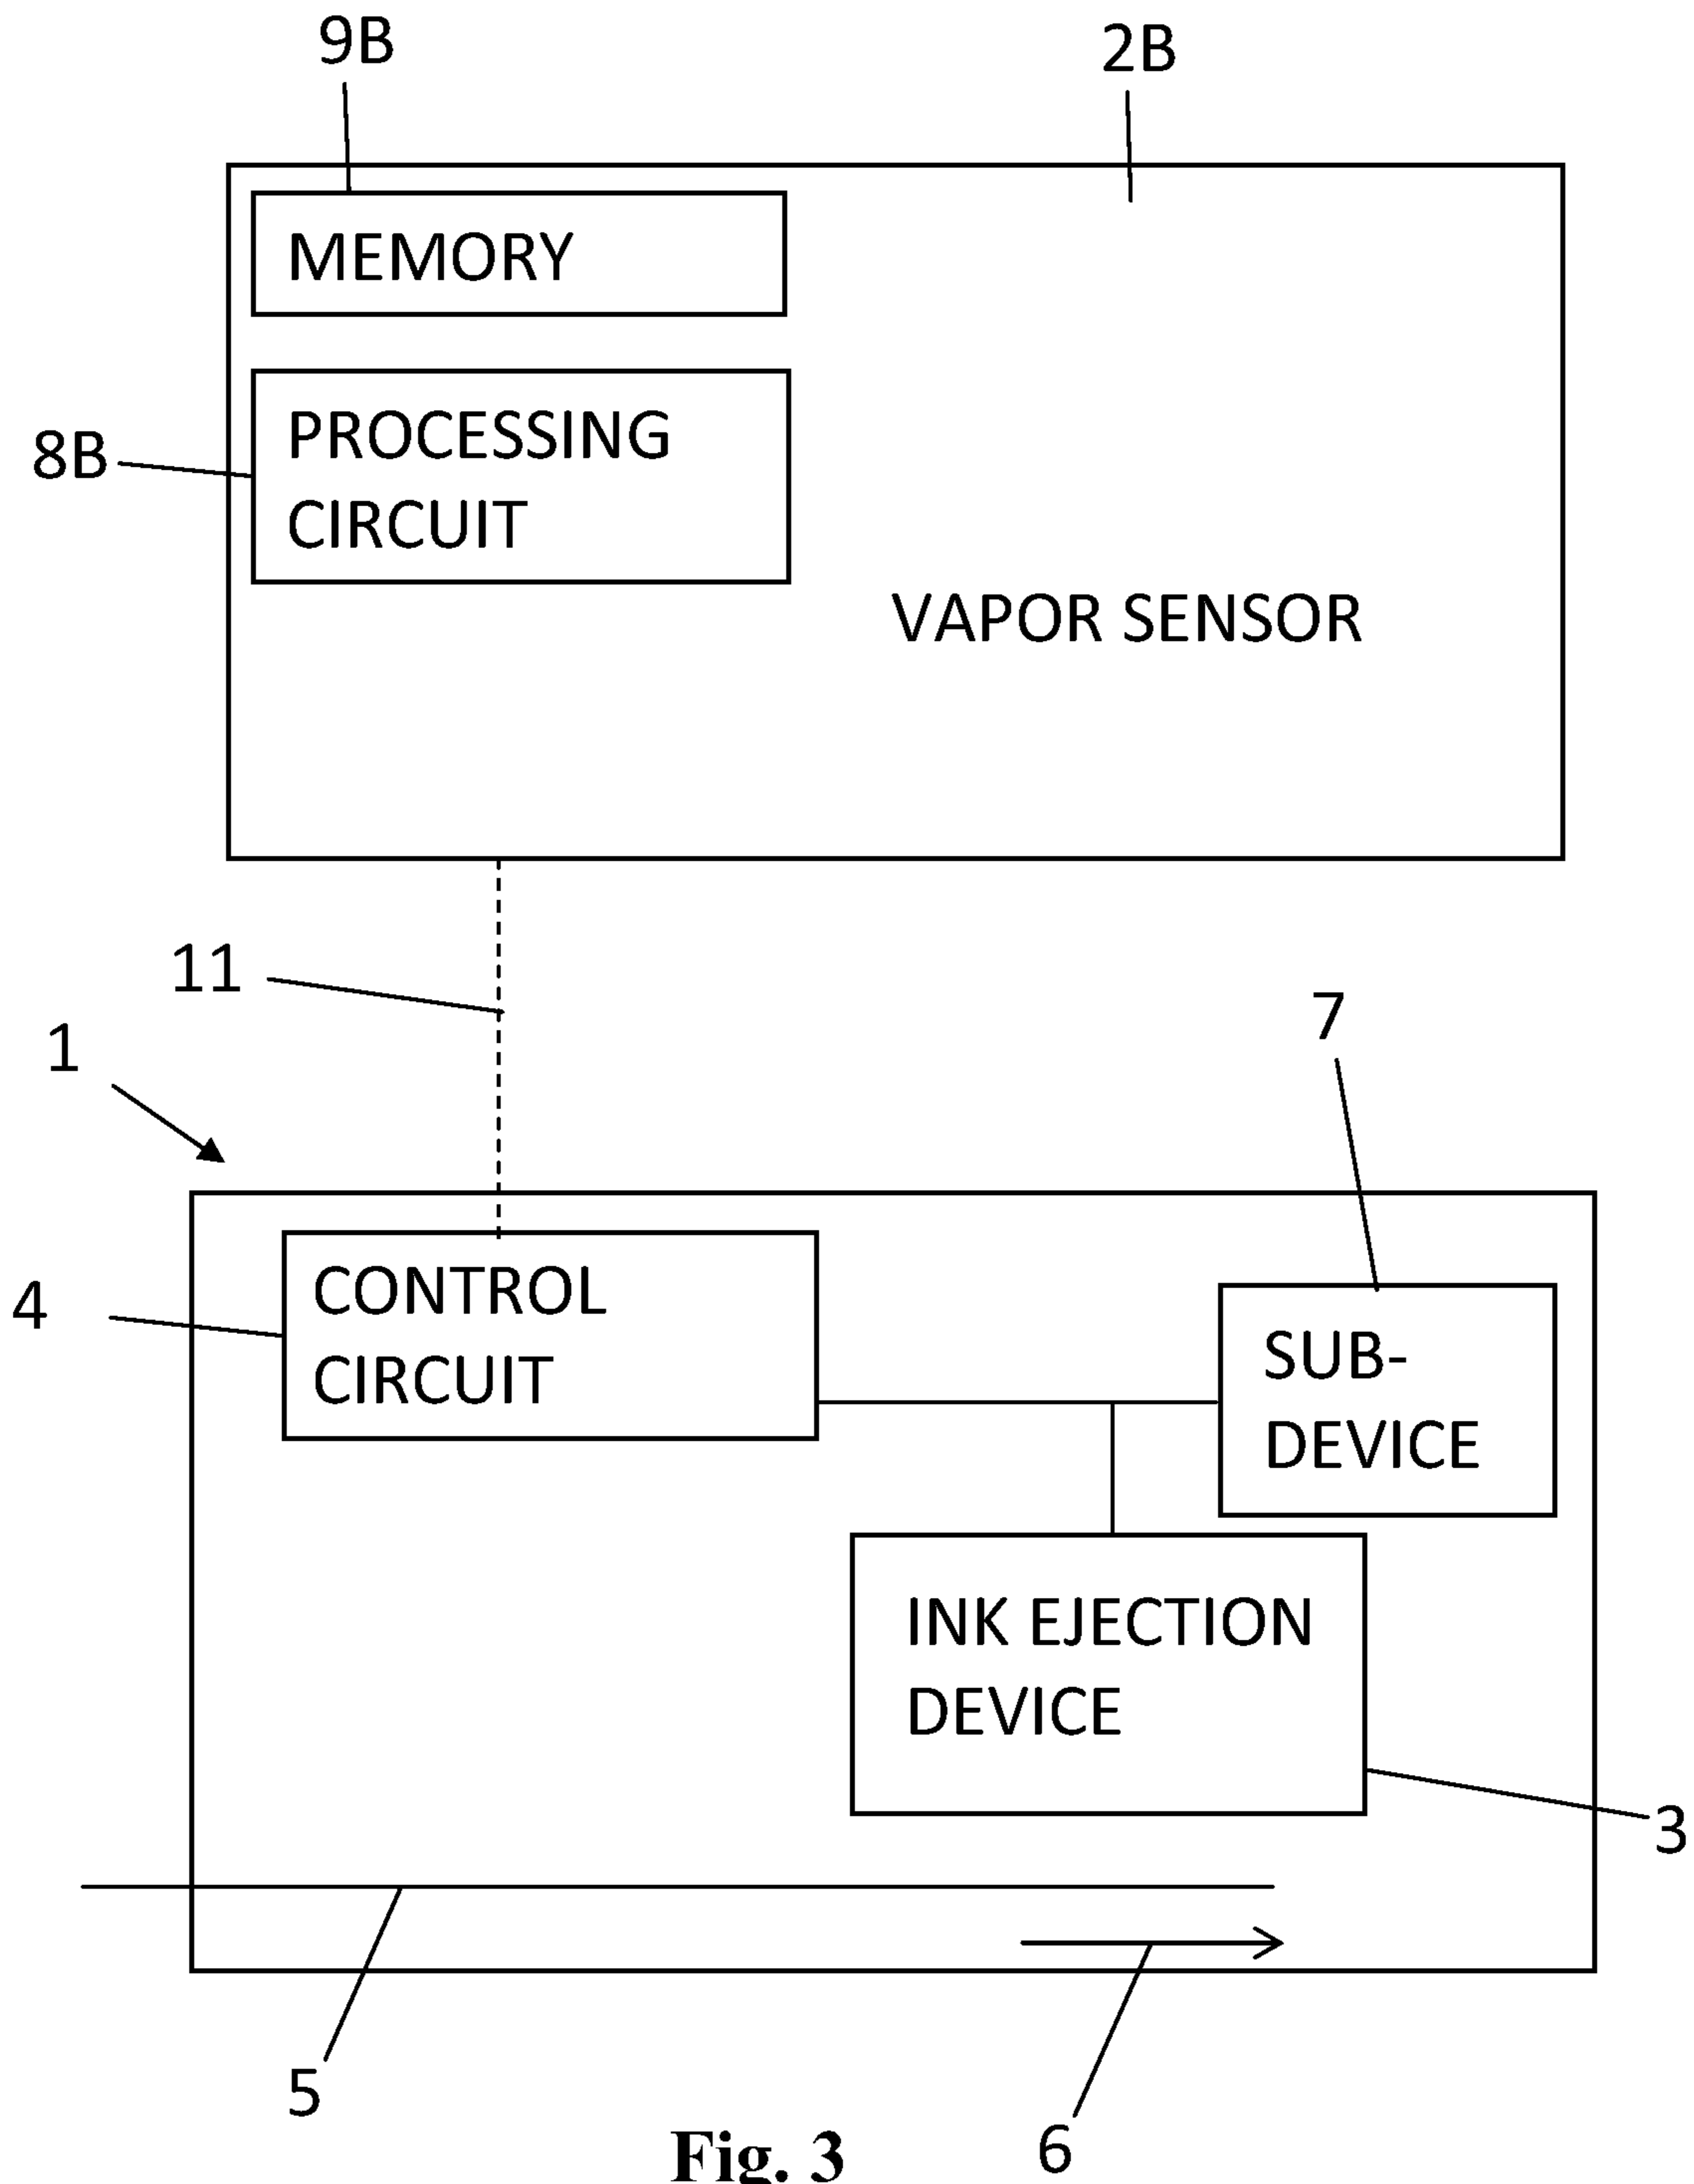 9B
2B
MEMORY
PROCESSING
CIRCUIT
8B
VAPOR SENSOR
11
7
1
CONTROL
CIRCUIT
4
SUB-
DEVICE
INK EJECTION
DEVICE
3
5
6
Fig. 3